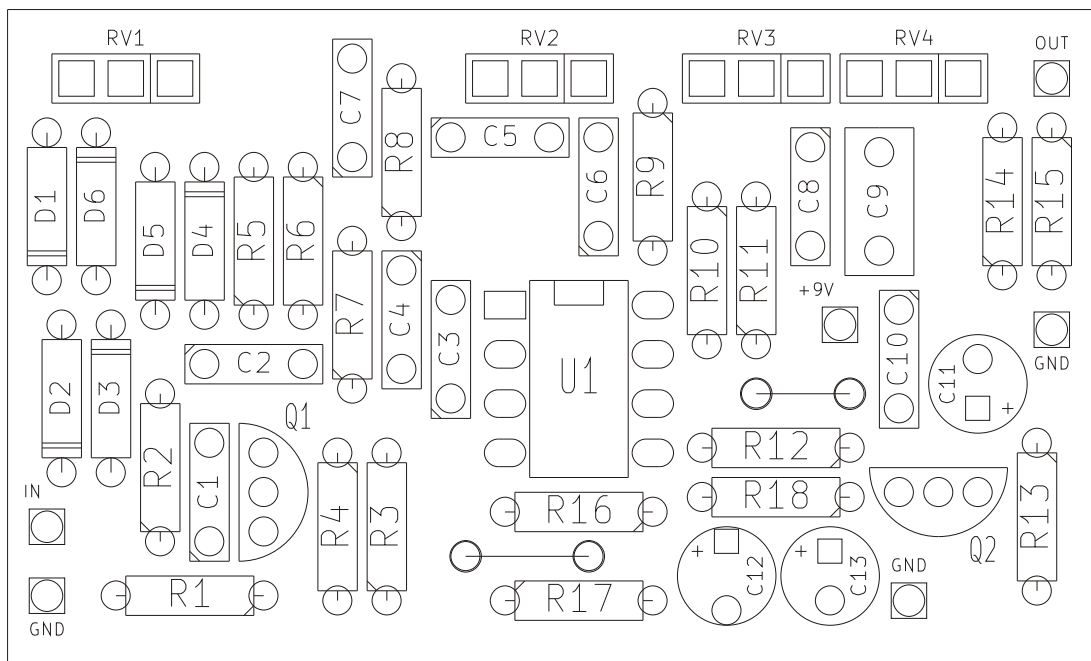 RV1
RV2
RV3
RV4
OUT
C7
R8
C5
C6
R9
C8
C9
R14
R15
D1
D6
D5
D4
R5
R6
R7
C4
C3
R10
R11
+9V
C10
C11
+
GND
C2
U1
D2
D3
R2
C1
Q1
R4
R3
R12
R18
R16
R13
Q2
IN
GND
R1
R17
+
C12
+
C13
GND